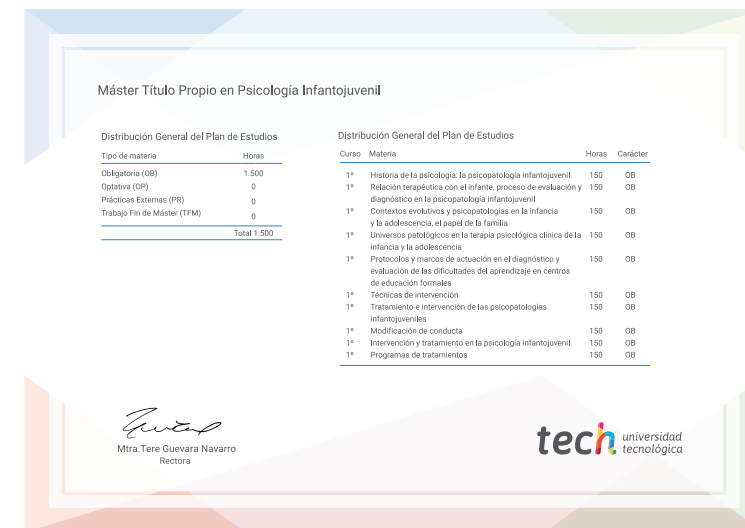 Máster Título Propio en Psicología Infantojuvenil
Distribución General del Plan de Estudios
Tipo de materia Horas
Obligatoria (OB) 1.500
Optativa (OP) 0
Prácticas Externas (PR) 0
Trabajo Fin de Máster (TFM) 0
Total 1.500
Distribución General del Plan de Estudios
Curso Materia Horas Carácter
1º Historia de la psicología: la psicopatología infantojuvenil 150 OB
1º Relación terapéutica con el infante, proceso de evaluación y 150 OB
diagnóstico en la psicopatología infantojuvenil
1º Contextos evolutivos y psicopatologías en la infancia 150 OB
y la adolescencia, el papel de la familia
1º Universos patológicos en la terapia psicológica clínica de la 150 OB
infancia y la adolescencia
1º Protocolos y marcos de actuación en el diagnóstico y 150 OB
evaluación de las dificultades del aprendizaje en centros
de educación formales
1º Técnicas de intervención 150 OB
1º Tratamiento e intervención de las psicopatologías 150 OB
infantojuveniles
1º Modificación de conducta 150 OB
1º Intervención y tratamiento en la psicología infantojuvenil 150 OB
1º Programas de tratamientos 150 OB
Mtra.Tere Guevara Navarro
Rectora
tech universidad
tecnológica